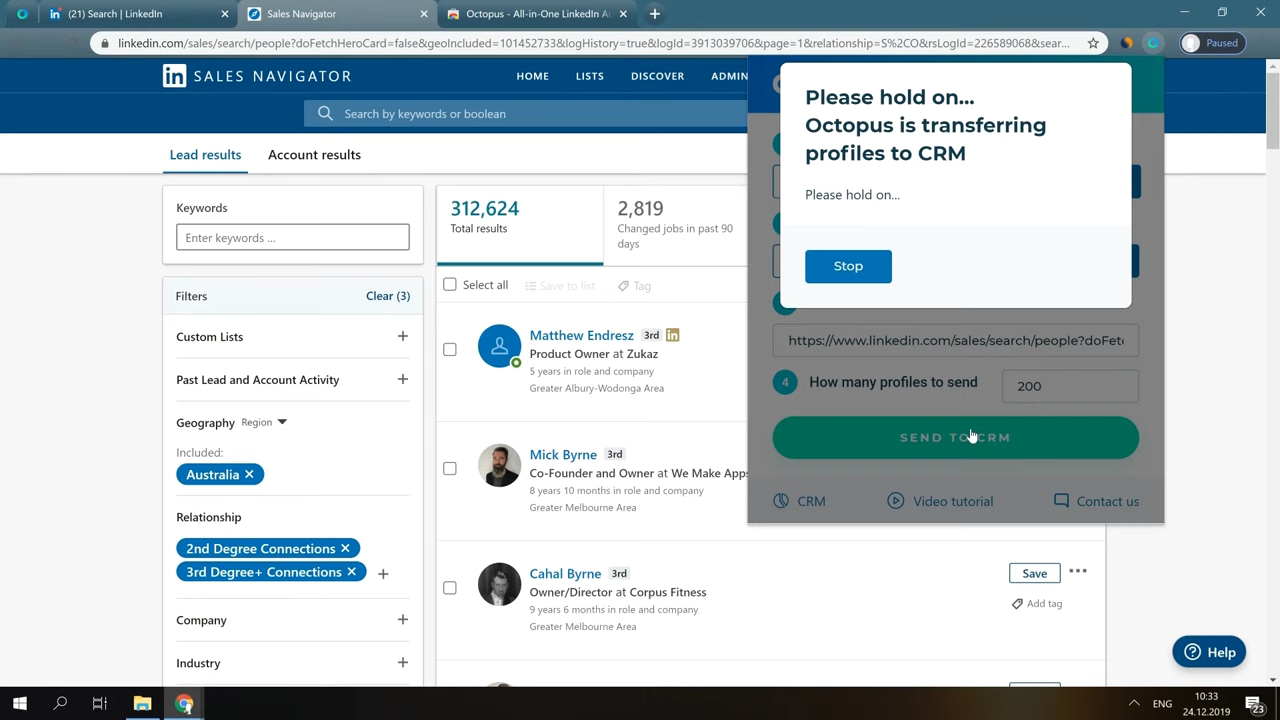 (21) Search | LinkedIn
Sales Navigator
Octopus - All-in-One LinkedIn Au
linkedin.com/sales/search/people?doFetchHeroCard=false&geoIncluded=101452733&logHistory=true&logId=3913039706&page=1&relationship=S%2CO&rsLogId=226589068&sear...
Paused
in SALES NAVIGATOR
HOME
LISTS
DISCOVER
ADMIN
Search by keywords or boolean
Lead results
Account results
Keywords
Enter keywords ...
Filters
Clear (3)
Custom Lists
Past Lead and Account Activity
Geography Region
Included:
Australia
Relationship
2nd Degree Connections
3rd Degree+ Connections
Company
Industry
312,624
Total results
2,819
Changed jobs in past 90
days
Select all
Save to list
Tag
Matthew Endresz 3rd in
Product Owner at Zukaz
5 years in role and company
Greater Albury-Wodonga Area
Mick Byrne 3rd
Co-Founder and Owner at We Make Apps
8 years 10 months in role and company
Greater Melbourne Area
Cahal Byrne 3rd
Owner/Director at Corpus Fitness
9 years 6 months in role and company
Greater Melbourne Area
Save
Add tag
Please hold on...
Octopus is transferring
profiles to CRM
Please hold on...
Stop
https://www.linkedin.com/sales/search/people?doFetc
4 How many profiles to send
200
SEND TO CRM
CRM
Video tutorial
Contact us
Help
ENG
10:33
24.12.2019
23